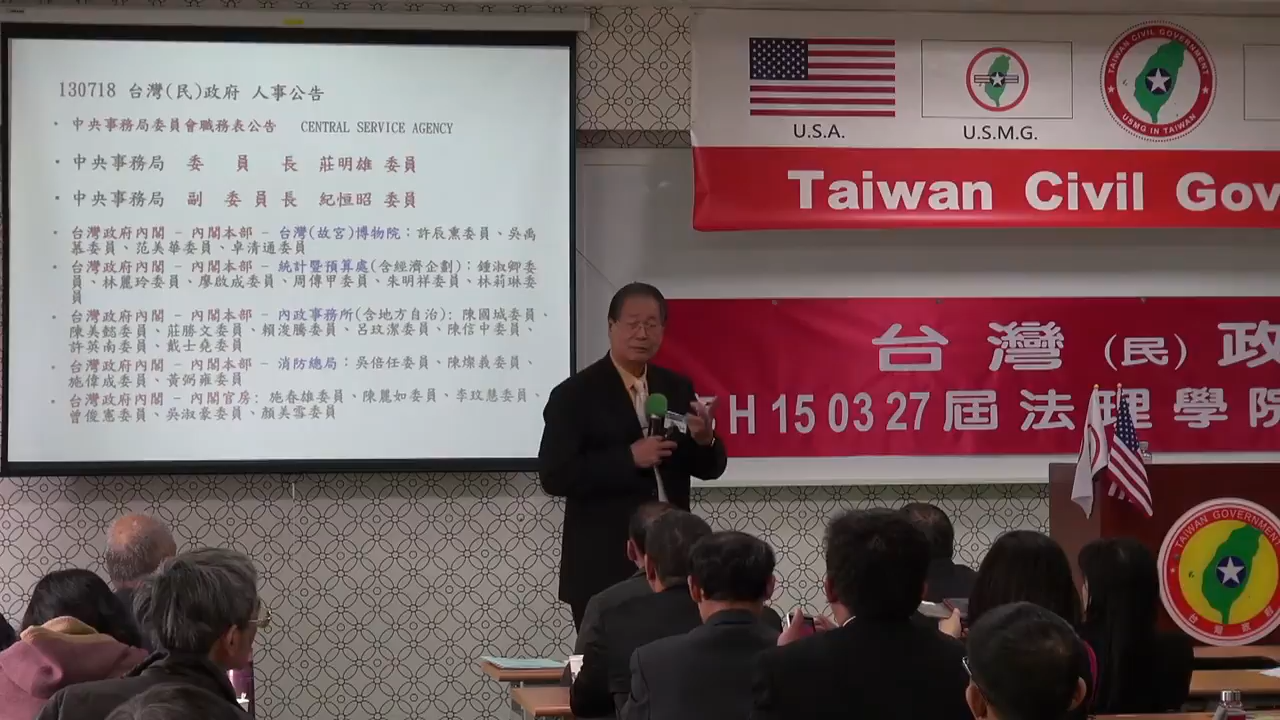 130718 台灣(民)政府 人事公告
• 中央事務局委員會職務表公告 CENTRAL SERVICE AGENCY
• 中央事務局 委 員 長 莊明雄 委員
• 中央事務局 副 委 員 長 紀恒昭 委員
• 台灣政府內閣 – 內閣本部 – 台灣(故宮)博物院：許辰熏委員、吳禹
慕委員、范美華委員、卓清通委員
• 台灣政府內閣 – 內閣本部 – 統計暨預算處(含經濟企劃)：鍾淑卿委
員、林麗玲委員、廖啟成委員、周傳甲委員、朱明祥委員、林莉琳委
員
• 台灣政府內閣 – 內閣本部 – 內政事務所(含地方自治)：陳國城委員、
陳美懿委員、莊勝文委員、賴浚騰委員、呂玟潔委員、陳信中委員、
許英南委員、戴士堯委員
• 台灣政府內閣 – 內閣本部 – 消防總局：吳倍任委員、陳燦義委員、
施偉成委員、黃弼雍委員
• 台灣政府內閣 – 內閣官房：施春雄委員、陳麗如委員、李玟慧委員、
曾俊憲委員、吳淑豪委員、顏美雲委員
U.S.A.
U.S.M.G.
TAIWAN CIVIL GOVERNMENT
USMG IN TAIWAN
Taiwan Civil Gov
台灣(民)政
H 15 03 27 屆法理學院
TAIWAN GOVERNMENT
台灣政府